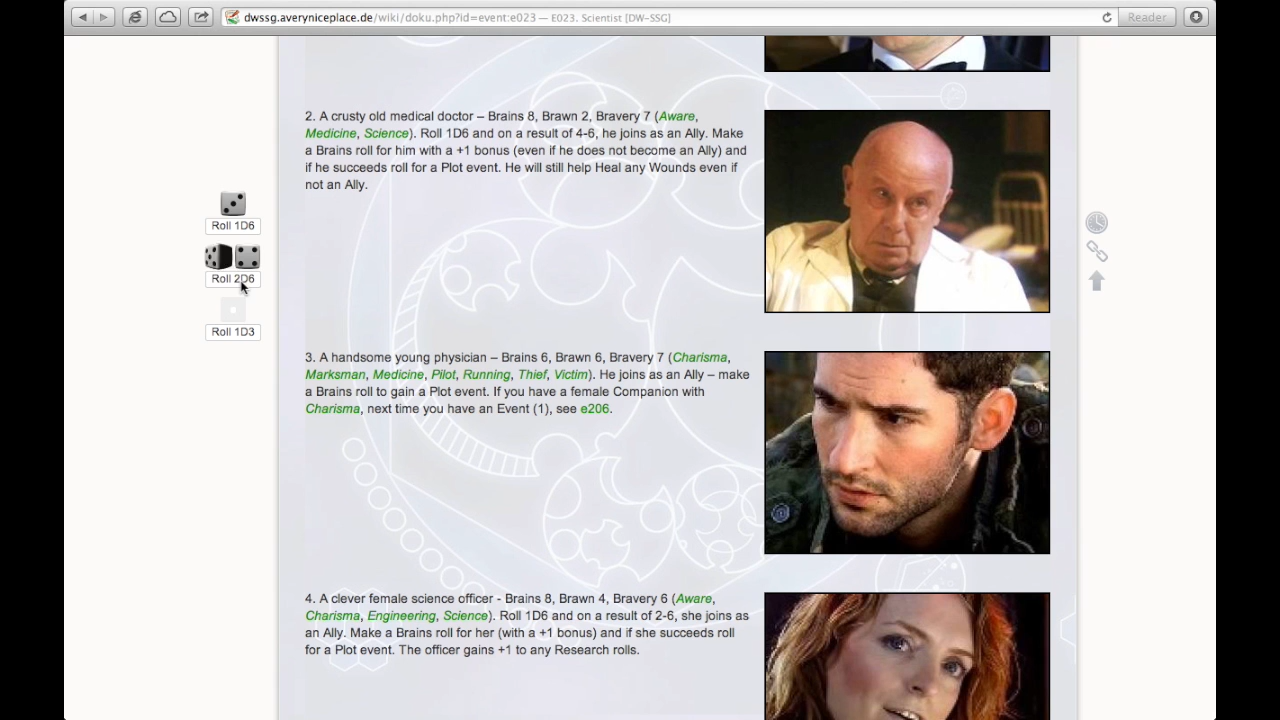 dwssg.averyniceplace.de/wiki/doku.php?id=event:e023 — E023. Scientist [DW-SSG]
Reader
2. A crusty old medical doctor – Brains 8, Brawn 2, Bravery 7 (Aware,
Medicine, Science). Roll 1D6 and on a result of 4-6, he joins as an Ally. Make
a Brains roll for him with a +1 bonus (even if he does not become an Ally) and
if he succeeds roll for a Plot event. He will still help Heal any Wounds even if
not an Ally.
Roll 1D6
Roll 2D6
Roll 1D3
3. A handsome young physician – Brains 6, Brawn 6, Bravery 7 (Charisma,
Marksman, Medicine, Pilot, Running, Thief, Victim). He joins as an Ally – make
a Brains roll to gain a Plot event. If you have a female Companion with
Charisma, next time you have an Event (1), see e206.
4. A clever female science officer - Brains 8, Brawn 4, Bravery 6 (Aware,
Charisma, Engineering, Science). Roll 1D6 and on a result of 2-6, she joins as
an Ally. Make a Brains roll for her (with a +1 bonus) and if she succeeds roll
for a Plot event. The officer gains +1 to any Research rolls.